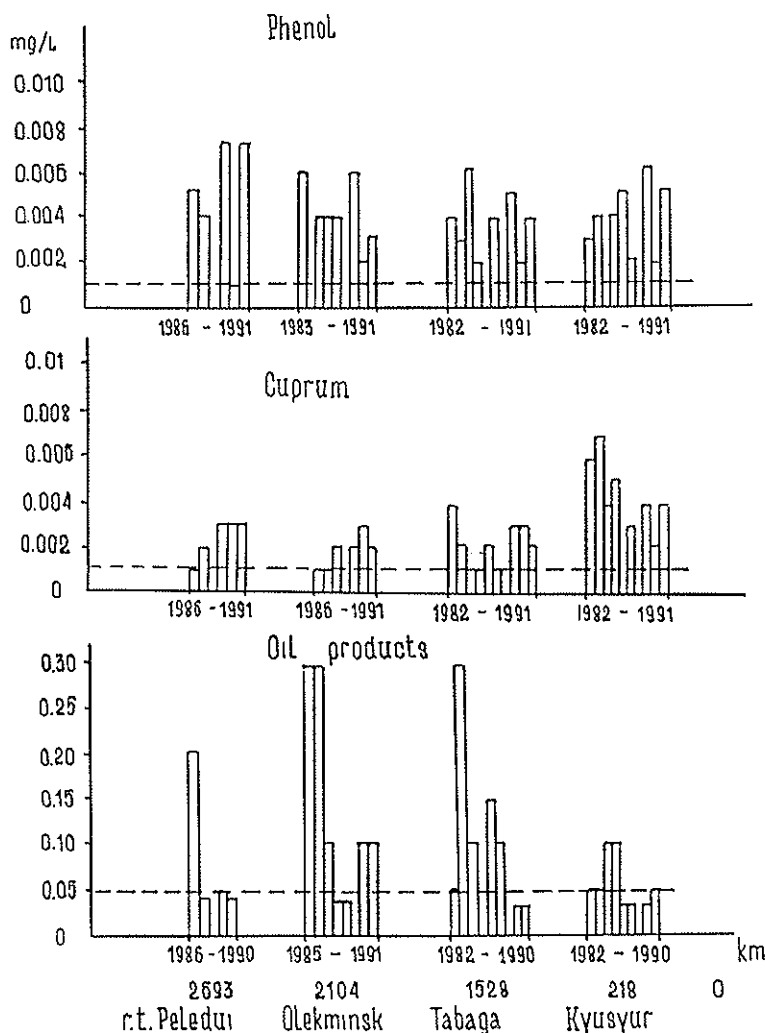 Phenol
mg/L
0.010
0.008
0.006
0.004
0.002
0
1986 - 1991 1983 - 1991 1982 - 1991 1982 - 1991
Cuprum
0.01
0.008
0.006
0.004
0.002
0
1986 - 1991 1986 - 1991 1982 - 1991 1982 - 1991
Oil products
0.30
0.25
0.20
0.15
0.10
0.05
0
1986 - 1990 1985 - 1991 1982 - 1990 1982 - 1990 km
2693 2104 1528 218 0
r.t. Peledui Olekminsk Tabaga Kyusyur